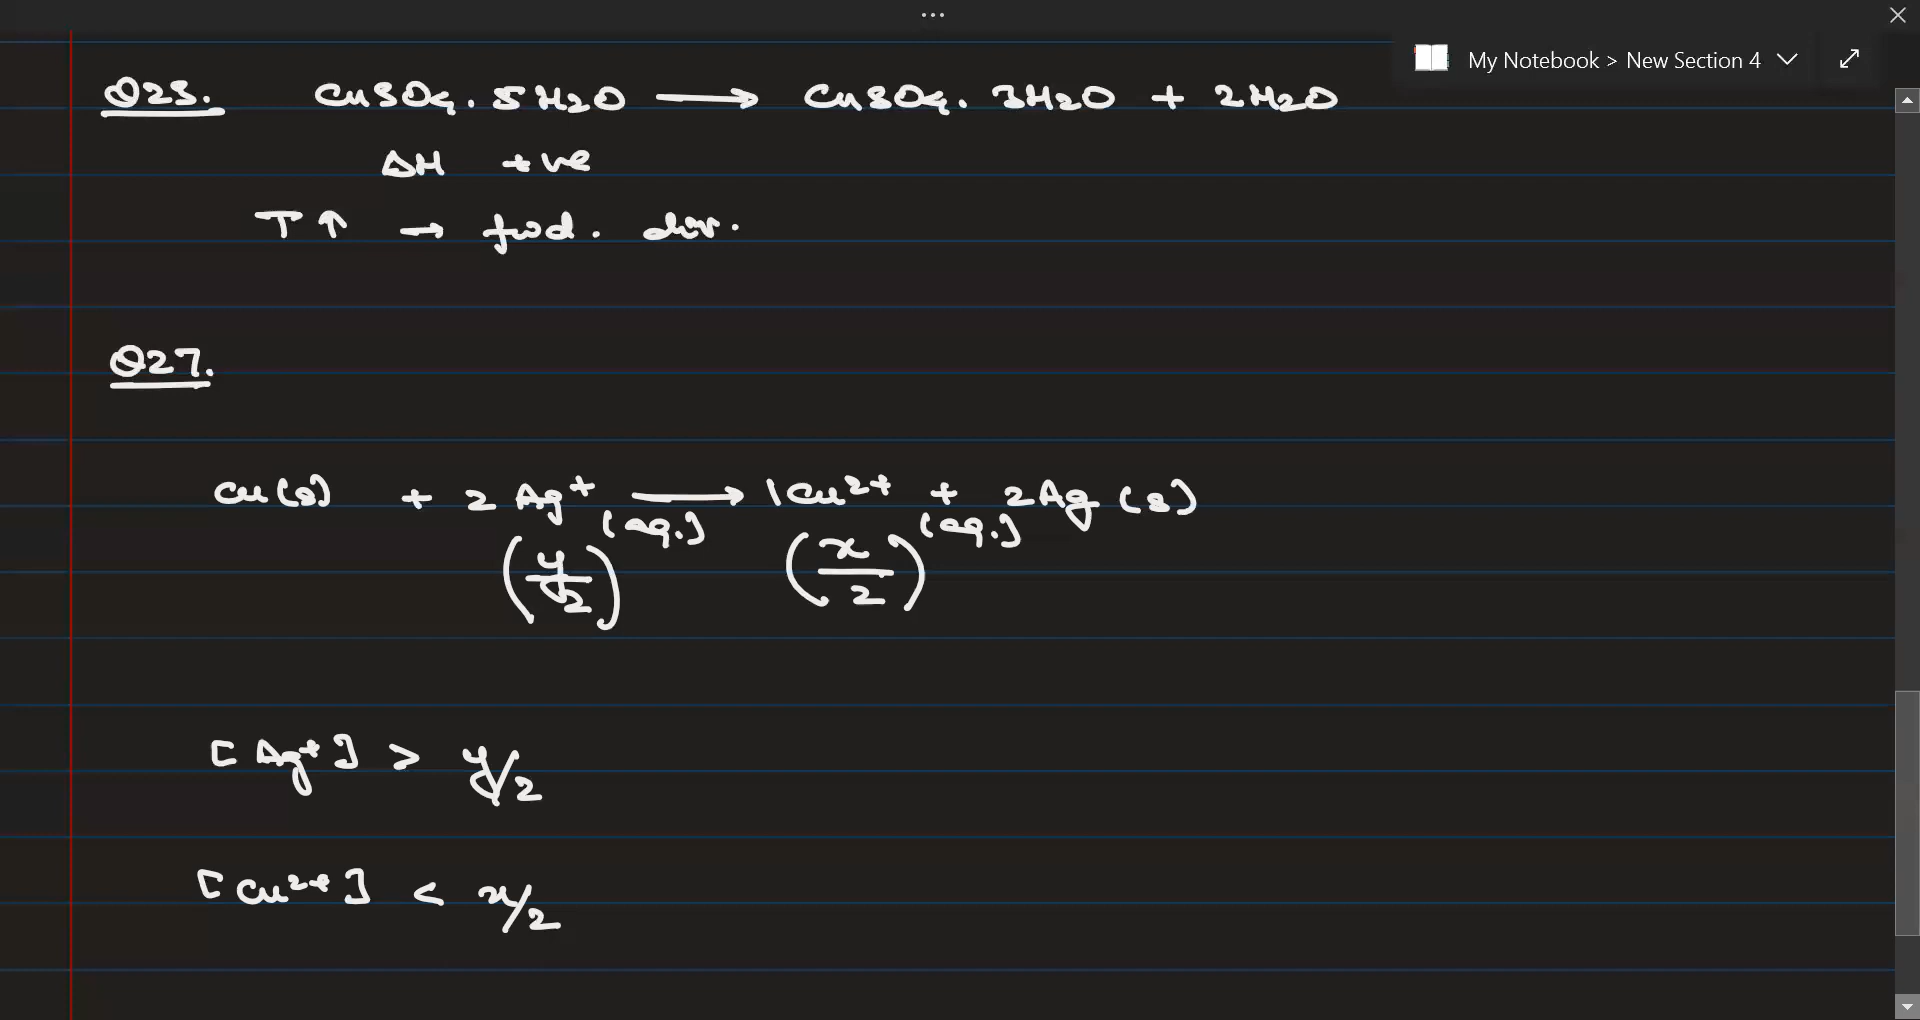 ...
My Notebook > New Section 4
Q23. CuSO4. 5H2O ⟶ CuSO4. 3H2O + 2H2O
ΔH +ve
T↑ → fwd. dir.
Q27.
Cu(s) + 2Ag+ (aq.) ⟶ 1Cu2+ (aq.) + 2Ag (s)
(y/2) (x/2)
[Ag+] > y/2
[Cu2+] < x/2